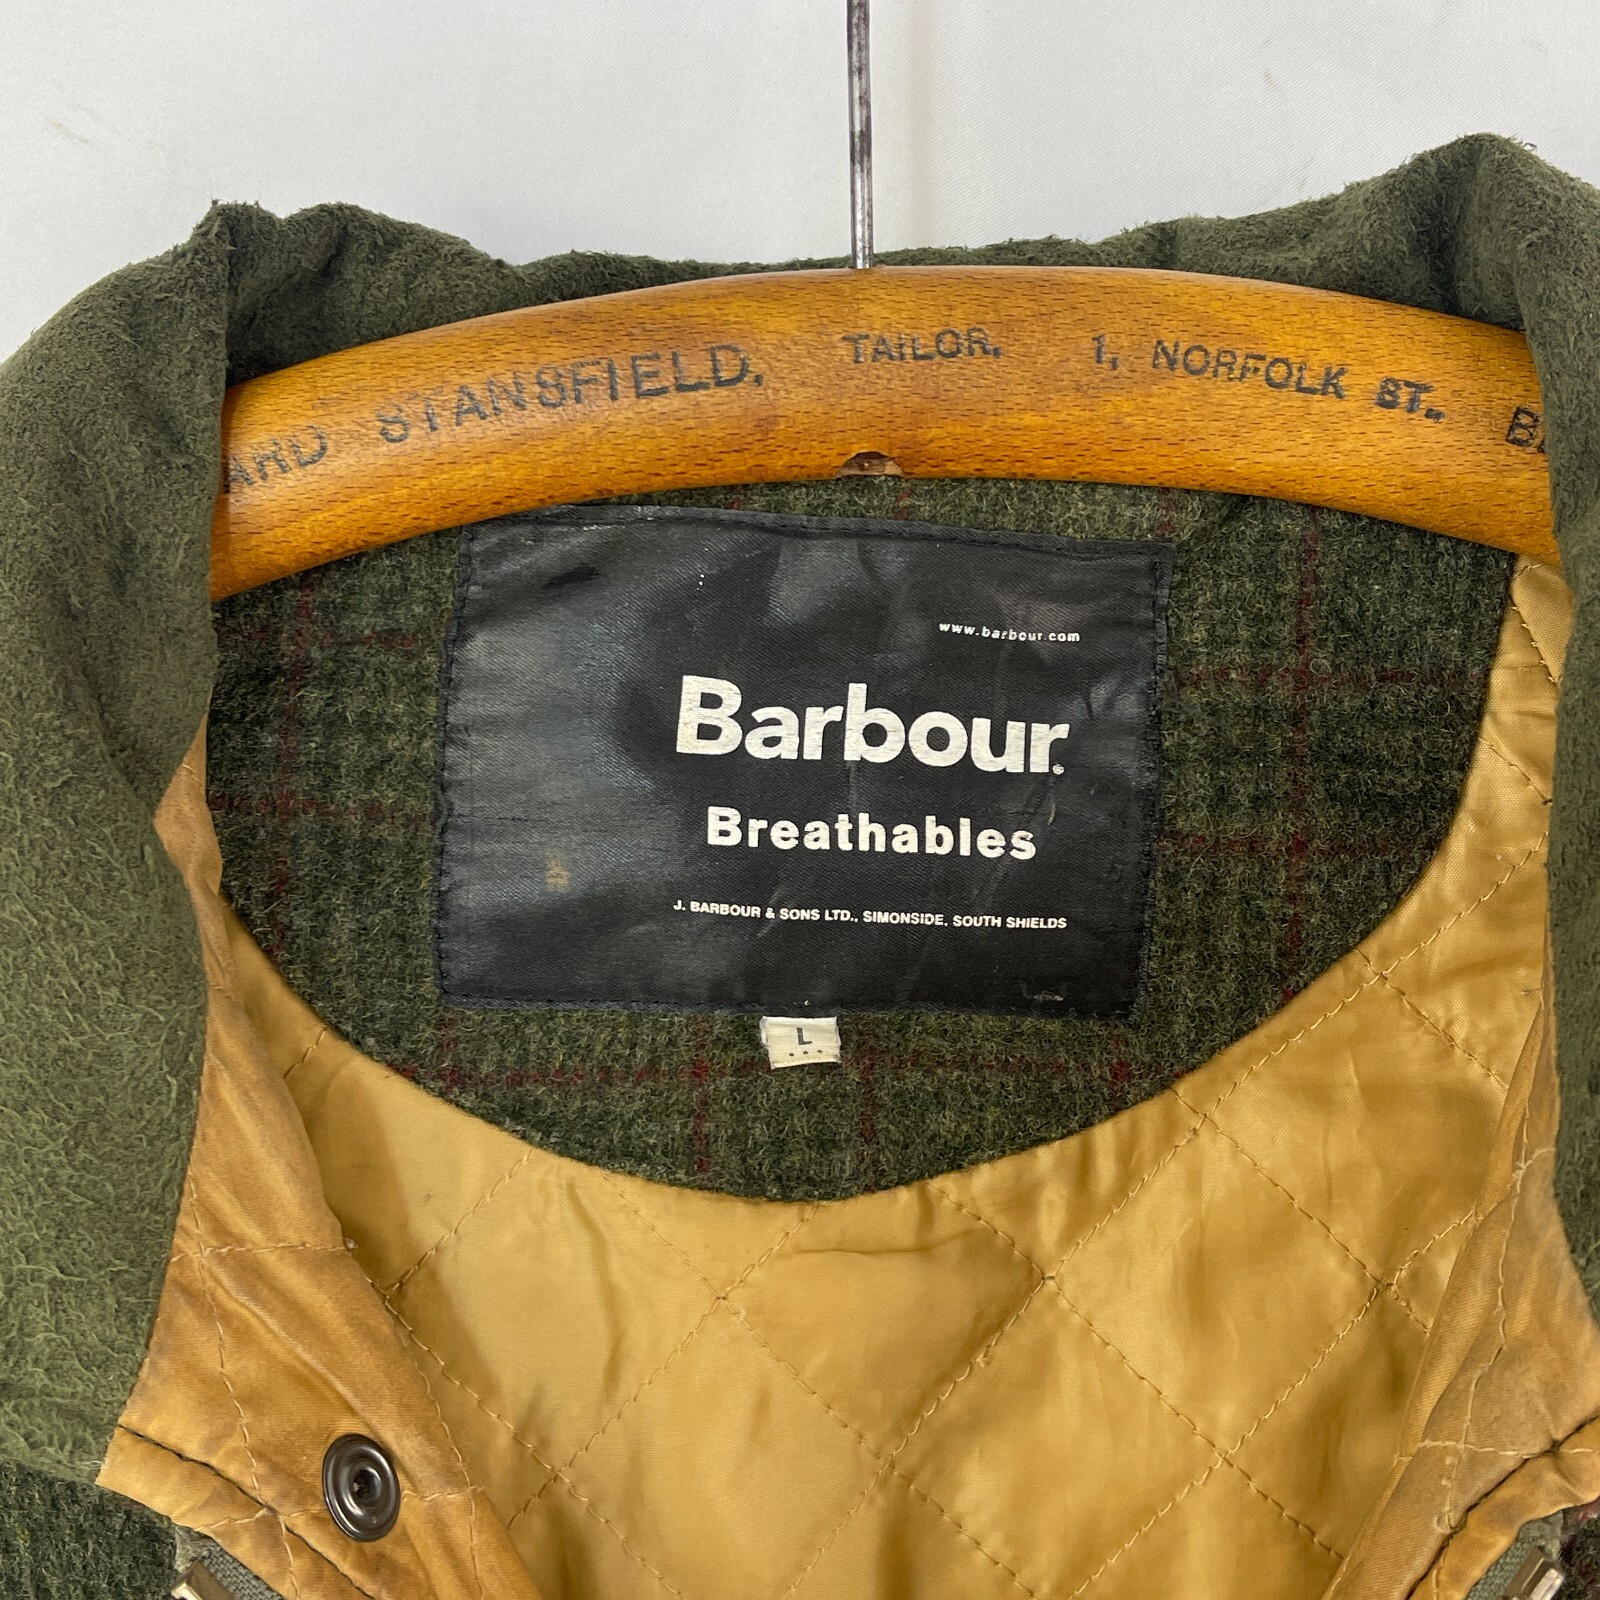 STANSFIELD, TAILOR, 1, NORFOLK ST.,
www.barbour.com
Barbour.
Breathables
J. BARBOUR & SONS LTD., SIMONSIDE, SOUTH SHIELDS
L